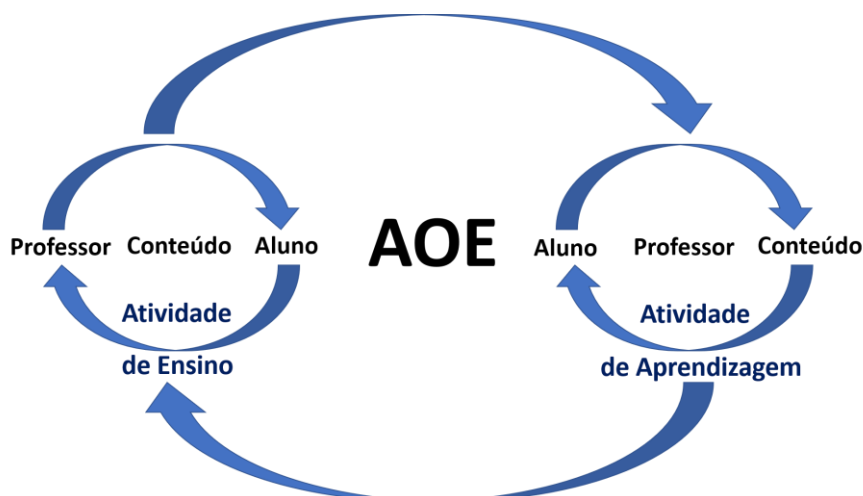 Professor Conteúdo Aluno
Atividade
de Ensino
AOE
Aluno Professor Conteúdo
Atividade
de Aprendizagem